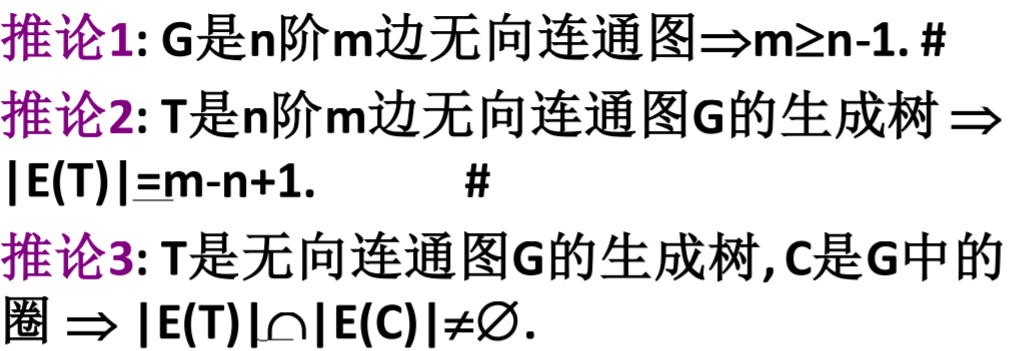 推论1: G是n阶m边无向连通图⇒m≥n-1. #
推论2: T是n阶m边无向连通图G的生成树 ⇒
|E(T)|=m-n+1. #
推论3: T是无向连通图G的生成树, C是G中的
圈 ⇒ |E(T)|∩|E(C)|≠∅.